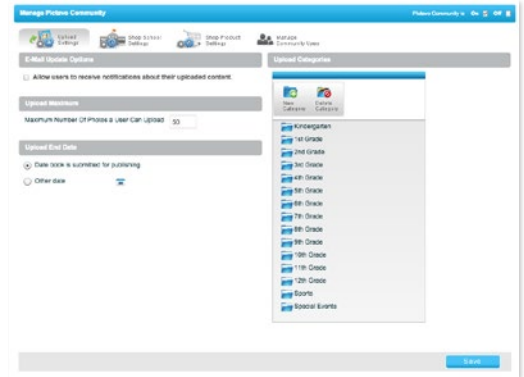 Manage Pictavo Community
Pictavo Community is On Off
Upload Settings
Shop School Settings
Shop Product Settings
Manage Community Users
E-Mail Update Options
Allow users to receive notifications about their uploaded content.
Upload Maximum
Maximum Number Of Photos a User Can Upload 50
Upload End Date
Date book is submitted for publishing
Other date
Upload Categories
New Category
Delete Category
Kindergarten
1st Grade
2nd Grade
3rd Grade
4th Grade
5th Grade
6th Grade
7th Grade
8th Grade
9th Grade
10th Grade
11th Grade
12th Grade
Sports
Special Events
Save